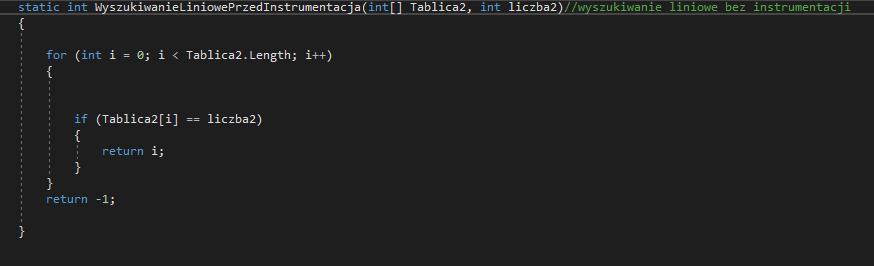 static int WyszukiwanieLiniowePrzedInstrumentacja(int[] Tablica2, int liczba2)//wyszukiwanie liniowe bez instrumentacji
{
for (int i = 0; i < Tablica2.Length; i++)
{
if (Tablica2[i] == liczba2)
{
return i;
}
}
return -1;
}